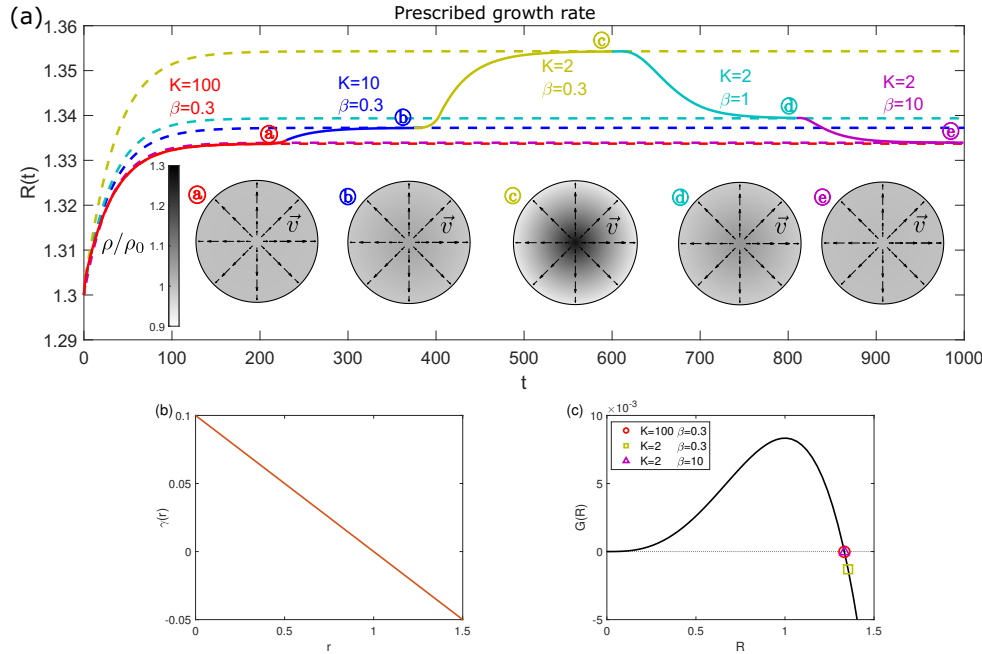 (a)
Prescribed growth rate
1.36
1.35
1.34
1.33
1.32
1.31
1.3
1.29
R(t)
K=100
β=0.3
K=10
β=0.3
K=2
β=0.3
K=2
β=1
K=2
β=10
a
b
c
d
e
1.3
1.2
1.1
1
0.9
ρ/ρ₀
a
b
c
d
e
v⃗
v⃗
v⃗
v⃗
v⃗
0
100
200
300
400
500
600
700
800
900
1000
t
(b)
0.1
0.05
0
-0.05
γ(r)
0
0.5
1
1.5
r
(c)
×10⁻³
10
5
0
-5
G(R)
K=100 β=0.3
K=2 β=0.3
K=2 β=10
0
0.5
1
1.5
R